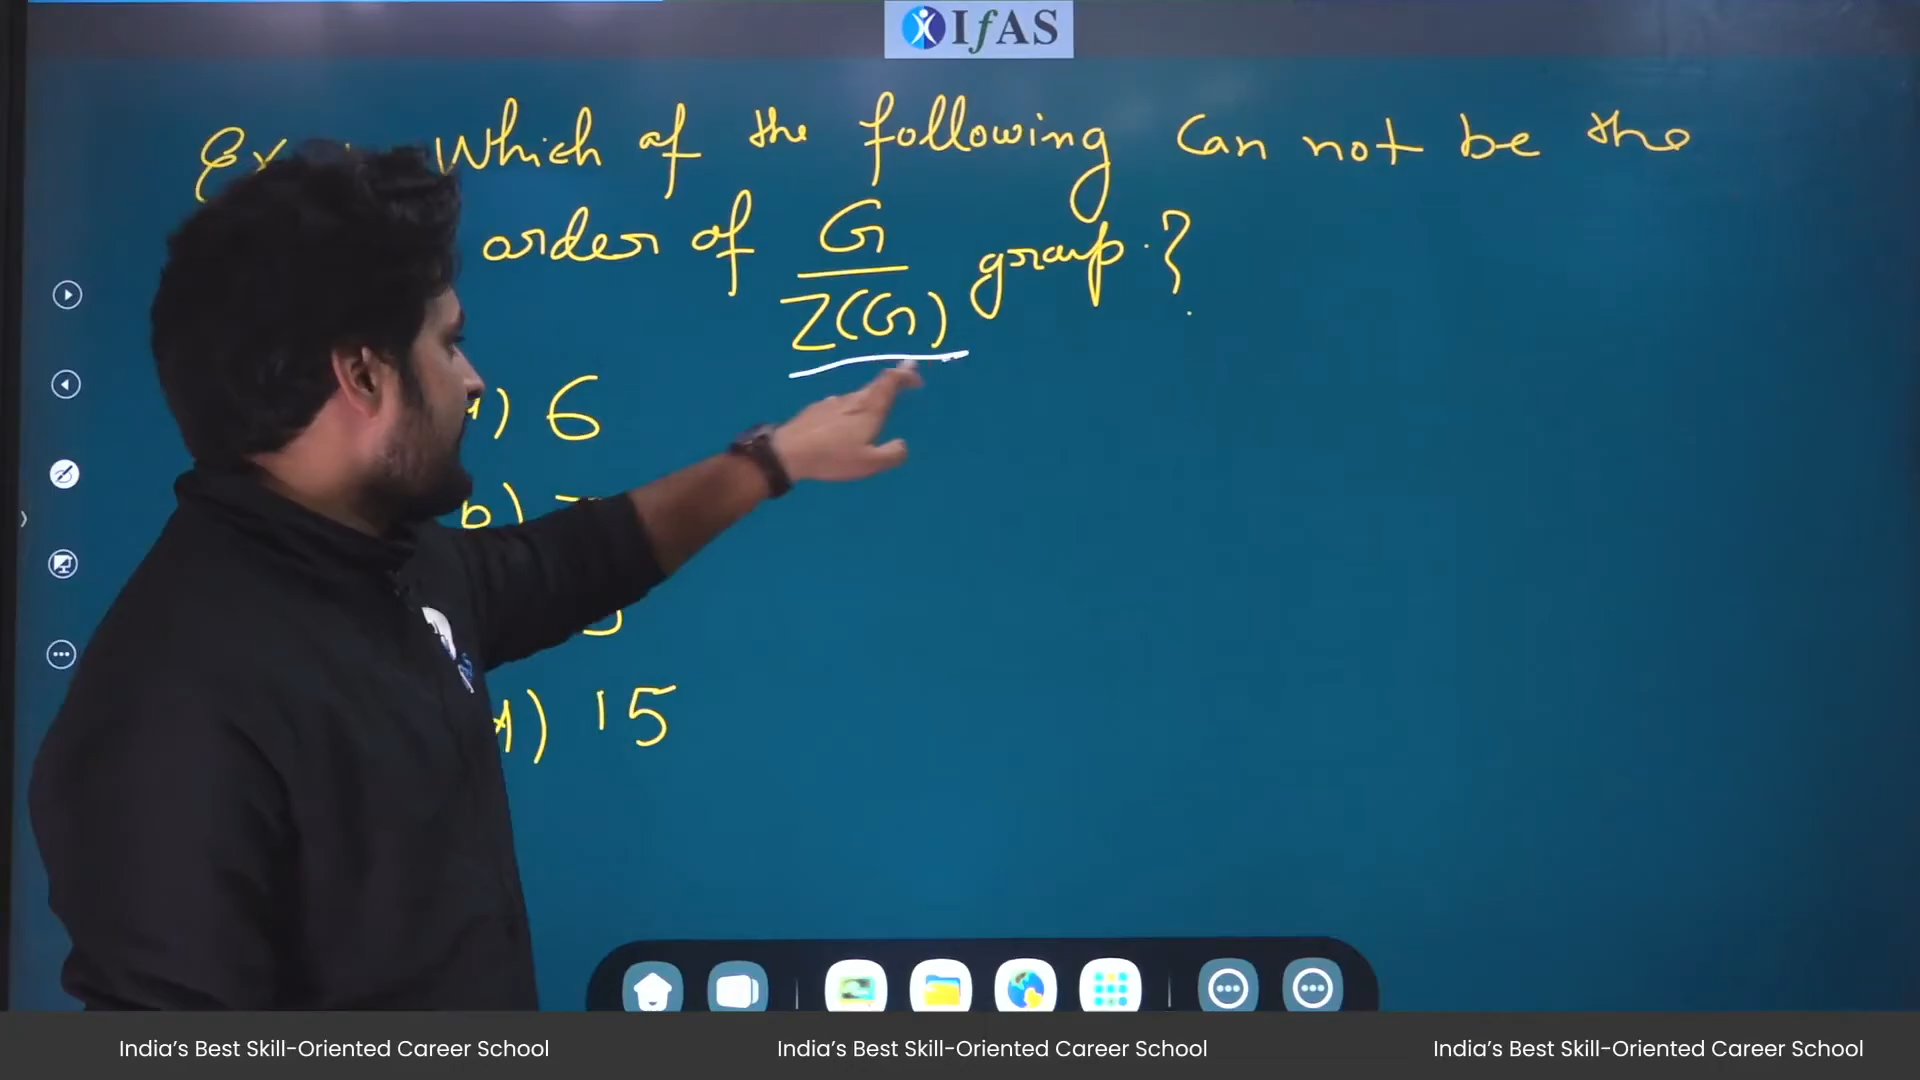 IfAS
Which of the following can not be the
order of G/Z(G) group.?
) 6
b)
) 15
India's Best Skill-Oriented Career School
India's Best Skill-Oriented Career School
India's Best Skill-Oriented Career School